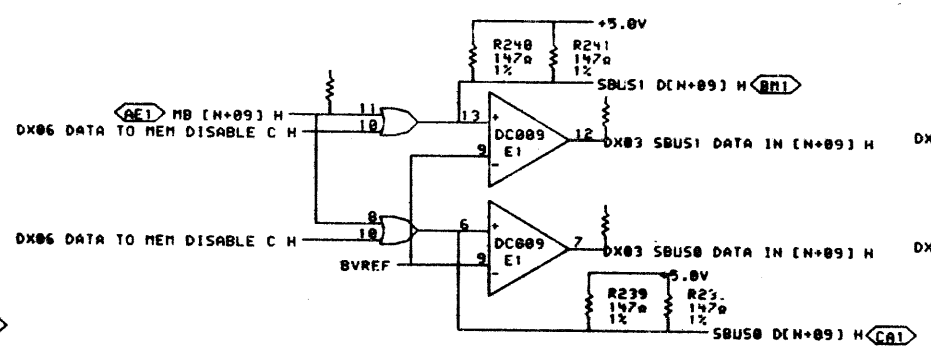 +5.0V
R240 R241
147Ω 147Ω
1% 1%
SBUS1 D[N+09] H BM1
AE1 MB [N+09] H 11
13 +
DX06 DATA TO MEM DISABLE C H 10
DC009 12 DX03 SBUS1 DATA IN [N+09] H DX
9 E1
-
8
6 +
DX06 DATA TO MEM DISABLE C H 10
DC009 7 DX03 SBUS0 DATA IN [N+09] H DX
BVREF 9 E1
-
+5.0V
R239
147Ω 147Ω
1% 1%
SBUS0 D[N+09] H CA1